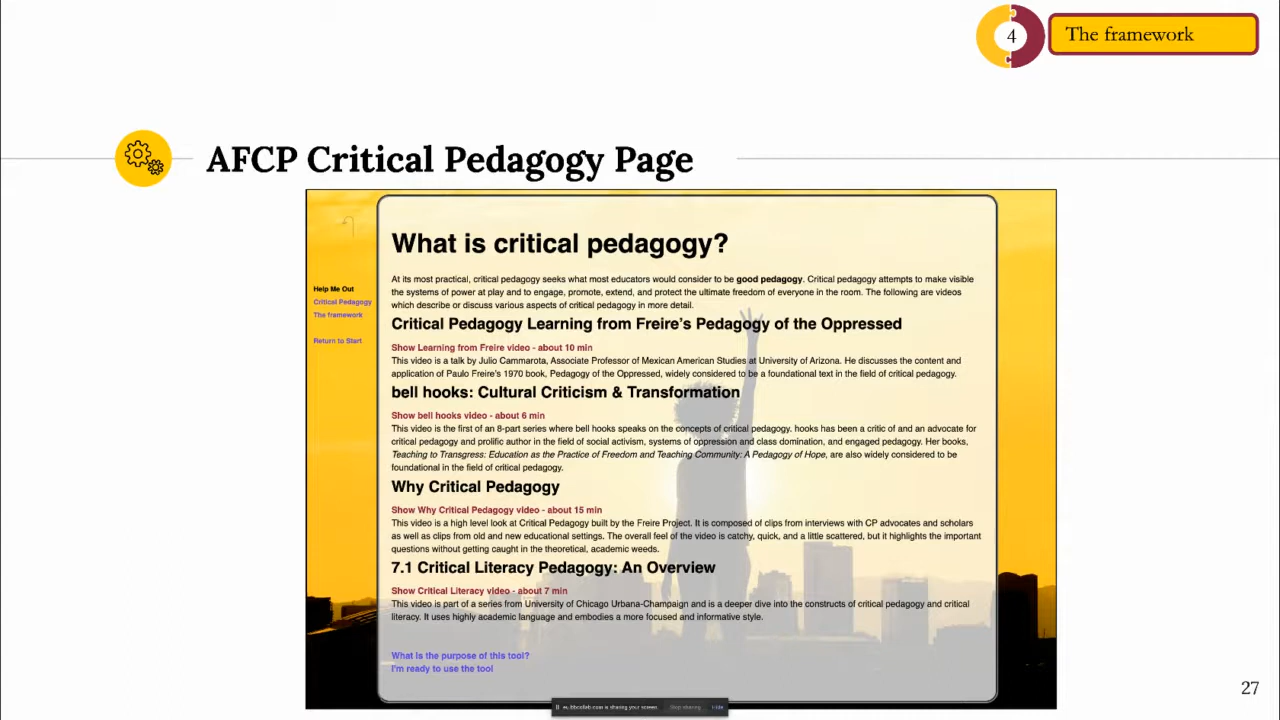 4
The framework
AFCP Critical Pedagogy Page
What is critical pedagogy?
At its most practical, critical pedagogy seeks what most educators would consider to be good pedagogy. Critical pedagogy attempts to make visible
the systems of power at play and to engage, promote, extend, and protect the ultimate freedom of everyone in the room. The following are videos
which describe or discuss various aspects of critical pedagogy in more detail.
Help Me Out
Critical Pedagogy
The framework
Return to Start
Critical Pedagogy Learning from Freire's Pedagogy of the Oppressed
Show Learning from Freire video - about 10 min
This video is a talk by Julio Cammarota, Associate Professor of Mexican American Studies at University of Arizona. He discusses the content and
application of Paulo Freire's 1970 book, Pedagogy of the Oppressed, widely considered to be a foundational text in the field of critical pedagogy.
bell hooks: Cultural Criticism & Transformation
Show bell hooks video - about 6 min
This video is the first of an 8-part series where bell hooks speaks on the concepts of critical pedagogy. hooks has been a critic of and an advocate for
critical pedagogy and prolific author in the field of social activism, systems of oppression and class domination, and engaged pedagogy. Her books,
Teaching to Transgress: Education as the Practice of Freedom and Teaching Community: A Pedagogy of Hope, are also widely considered to be
foundational in the field of critical pedagogy.
Why Critical Pedagogy
Show Why Critical Pedagogy video - about 15 min
This video is a high level look at Critical Pedagogy built by the Freire Project. It is composed of clips from interviews with CP advocates and scholars
as well as clips from old and new educational settings. The overall feel of the video is catchy, quick, and a little scattered, but it highlights the important
questions without getting caught in the theoretical, academic weeds.
7.1 Critical Literacy Pedagogy: An Overview
Show Critical Literacy video - about 7 min
This video is part of a series from University of Chicago Urbana-Champaign and is a deeper dive into the constructs of critical pedagogy and critical
literacy. It uses highly academic language and embodies a more focused and informative style.
What is the purpose of this tool?
I'm ready to use the tool
27
eu.bbcollab.com is sharing your screen. Stop sharing Hide